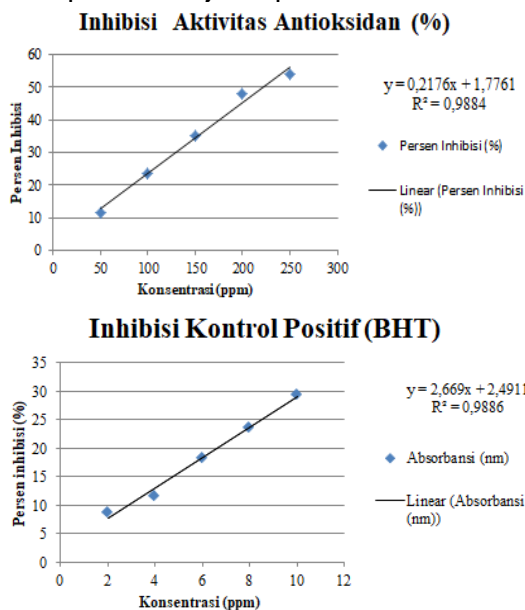 Inhibisi Aktivitas Antioksidan (%)
60
50
40
30
20
10
0
Persen Inhibisi
0 50 100 150 200 250 300
Konsentrasi (ppm)
y = 0,2176x + 1,7761
R² = 0,9884
Persen Inhibisi (%)
Linear (Persen Inhibisi
(%))
Inhibisi Kontrol Positif (BHT)
35
30
25
20
15
10
5
0
Persen inhibisi (%)
0 2 4 6 8 10 12
Konsentrasi (ppm)
y = 2,669x + 2,4911
R² = 0,9886
Absorbansi (nm)
Linear (Absorbansi
(nm))